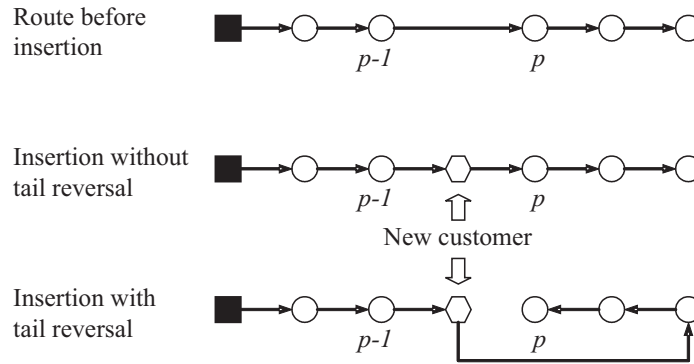 Route before
insertion
p-1 p
Insertion without
tail reversal
p-1 p
New customer
Insertion with
tail reversal
p-1 p